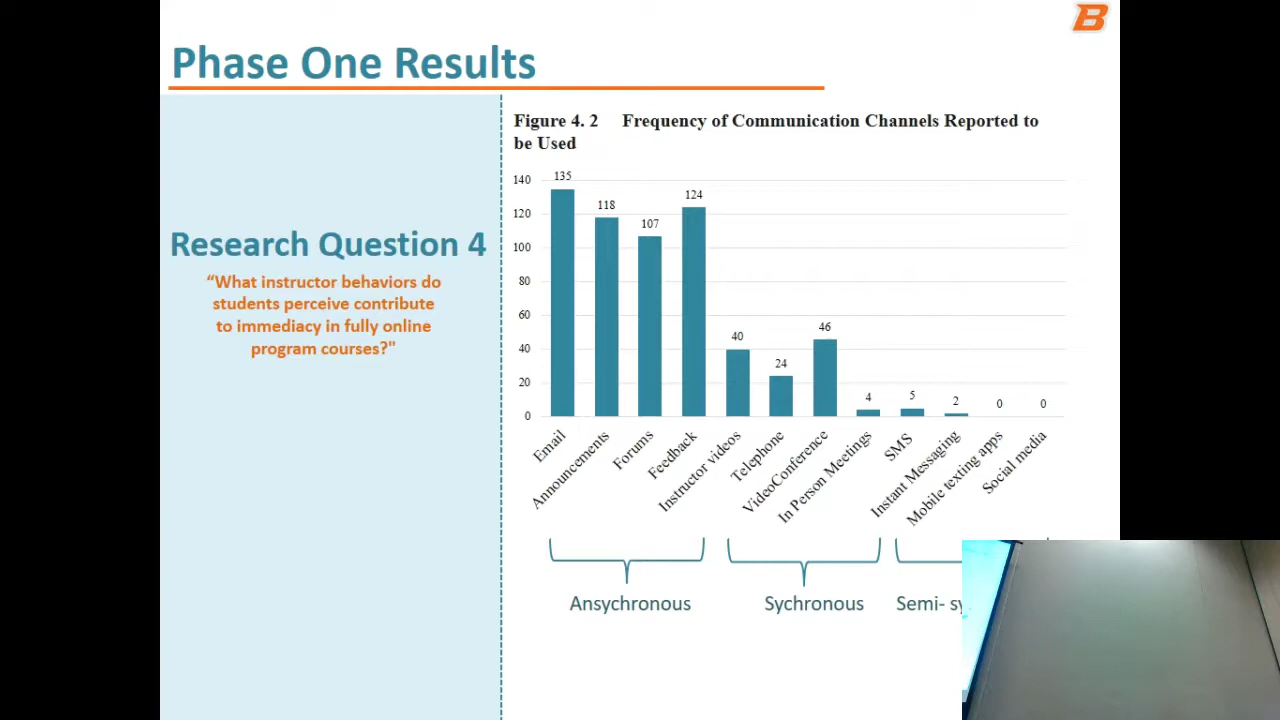 B
Phase One Results
Research Question 4
“What instructor behaviors do
students perceive contribute
to immediacy in fully online
program courses?"
Figure 4. 2 Frequency of Communication Channels Reported to
be Used
140
120
100
80
60
40
20
0
135
118
107
124
40
24
46
4
5
2
0
0
Email
Announcements
Forums
Feedback
Instructor videos
Telephone
VideoConference
In Person Meetings
SMS
Instant Messaging
Mobile texting apps
Social media
Ansychronous
Sychronous
Semi- sy